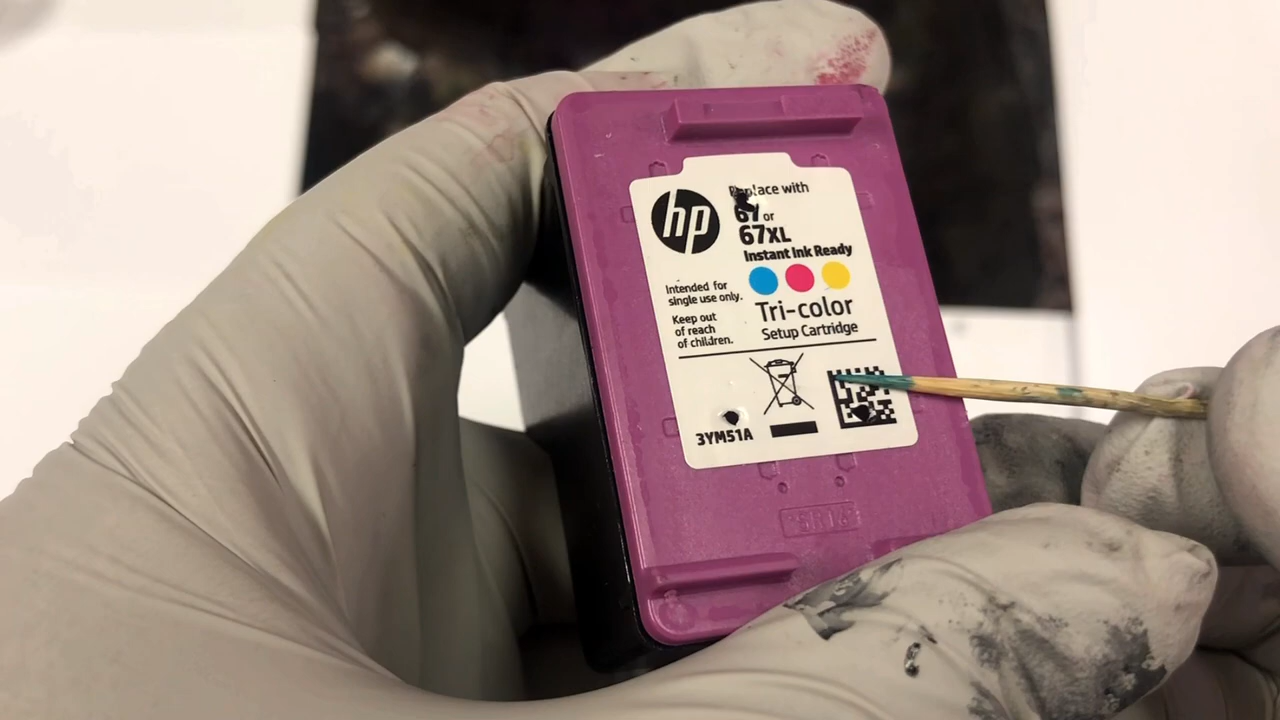 hp
Replace with
67 or
67XL
Instant Ink Ready
Intended for
single use only.
Keep out
of reach
of children.
Tri-color
Setup Cartridge
3YM51A